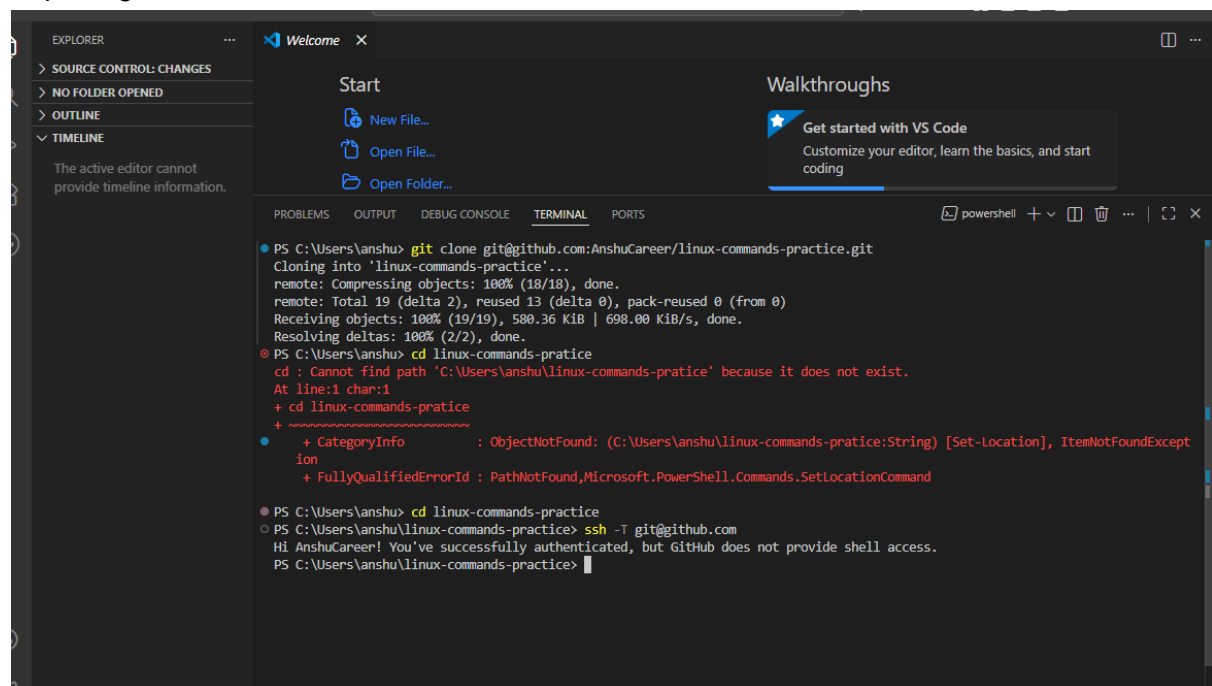 EXPLORER
Welcome
SOURCE CONTROL: CHANGES
NO FOLDER OPENED
OUTLINE
TIMELINE
The active editor cannot
provide timeline information.
Start
New File...
Open File...
Open Folder...
Walkthroughs
Get started with VS Code
Customize your editor, learn the basics, and start
coding
PROBLEMS OUTPUT DEBUG CONSOLE TERMINAL PORTS
powershell
PS C:\Users\anshu> git clone git@github.com:AnshuCareer/linux-commands-practice.git
Cloning into 'linux-commands-practice'...
remote: Compressing objects: 100% (18/18), done.
remote: Total 19 (delta 2), reused 13 (delta 0), pack-reused 0 (from 0)
Receiving objects: 100% (19/19), 580.36 KiB | 698.00 KiB/s, done.
Resolving deltas: 100% (2/2), done.
PS C:\Users\anshu> cd linux-commands-pratice
cd : Cannot find path 'C:\Users\anshu\linux-commands-pratice' because it does not exist.
At line:1 char:1
+ cd linux-commands-pratice
+ ~~~~~~~~~~~~~~~~~~~~~~~~~
+ CategoryInfo : ObjectNotFound: (C:\Users\anshu\linux-commands-pratice:String) [Set-Location], ItemNotFoundExcept
ion
+ FullyQualifiedErrorId : PathNotFound,Microsoft.PowerShell.Commands.SetLocationCommand
PS C:\Users\anshu> cd linux-commands-practice
PS C:\Users\anshu\linux-commands-practice> ssh -T git@github.com
Hi AnshuCareer! You've successfully authenticated, but GitHub does not provide shell access.
PS C:\Users\anshu\linux-commands-practice>